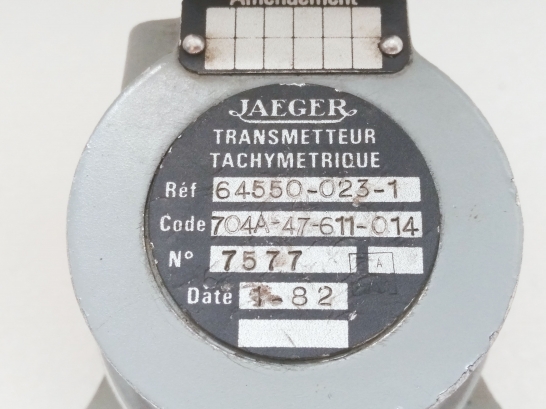 Amendement
JAEGER
TRANSMETTEUR
TACHYMETRIQUE
Réf 64550-023-1
Code 704A-47-611-014
N° 7577 A
Date 1-82